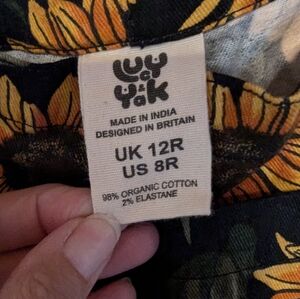 Lucy
&
Yak
MADE IN INDIA
DESIGNED IN BRITAIN
UK 12R
US 8R
98% ORGANIC COTTON
2% ELASTANE